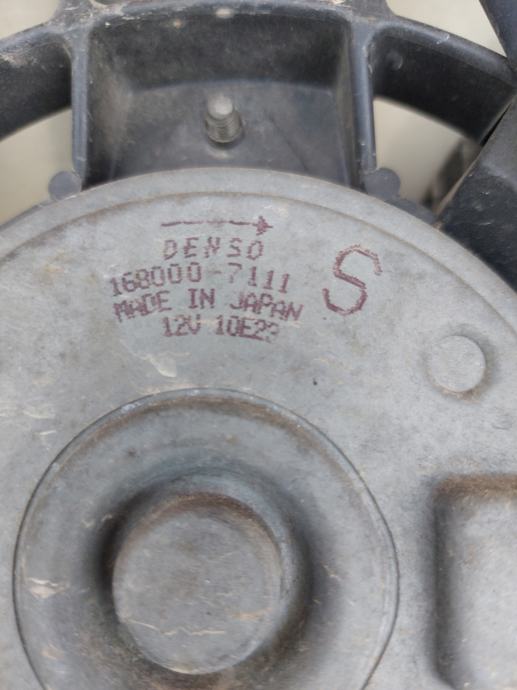 DENSO
168000-7111
S
MADE IN JAPAN
12V 10E23